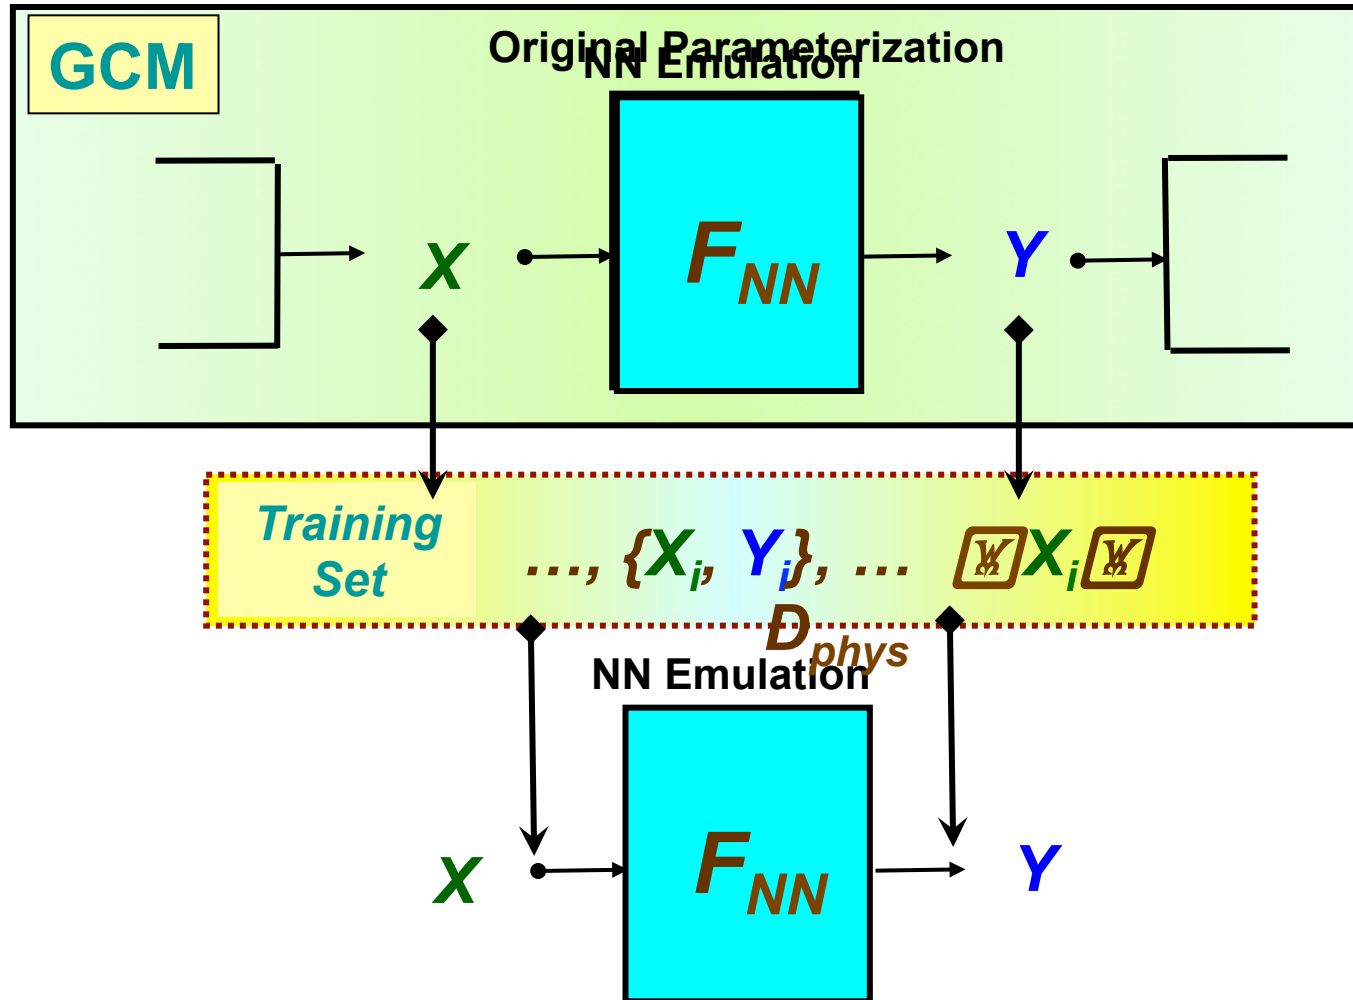 GCM
Original Parameterization
NN Emulation
X
F_NN
Y
Training
Set
…, {X_i, Y_i}, … X_i
D_phys
NN Emulation
X
F_NN
Y